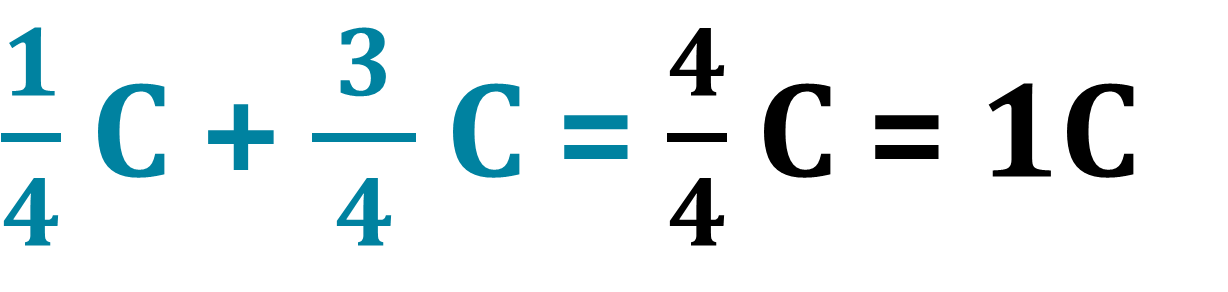 1/4 C + 3/4 C = 4/4 C = 1C